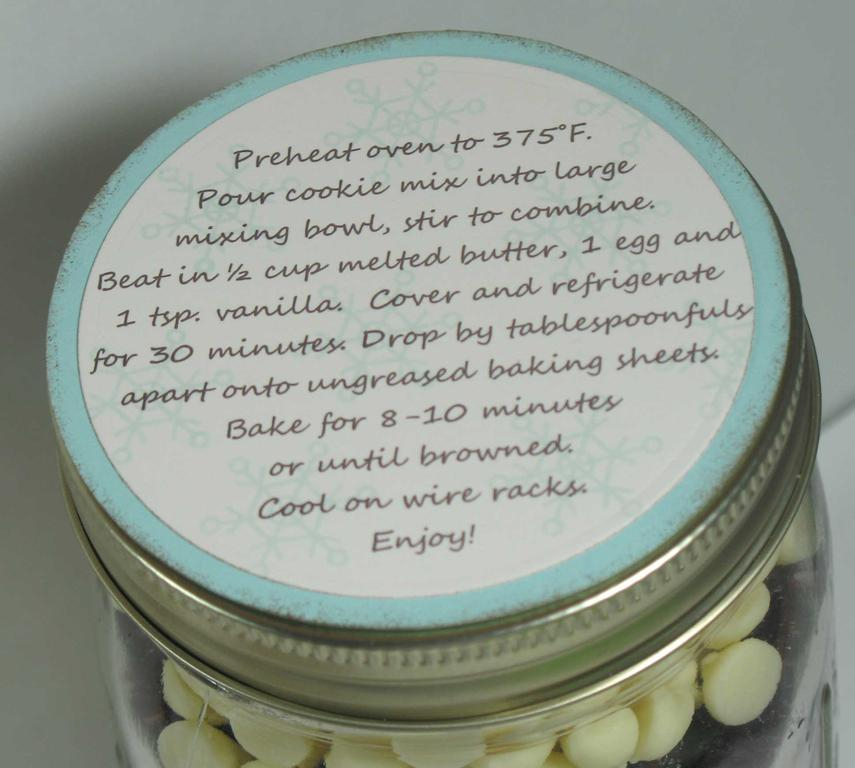 Preheat oven to 375°F.
Pour cookie mix into large
mixing bowl, stir to combine.
Beat in ½ cup melted butter, 1 egg and
1 tsp. vanilla. Cover and refrigerate
for 30 minutes. Drop by tablespoonfuls
apart onto ungreased baking sheets.
Bake for 8-10 minutes
or until browned.
Cool on wire racks.
Enjoy!